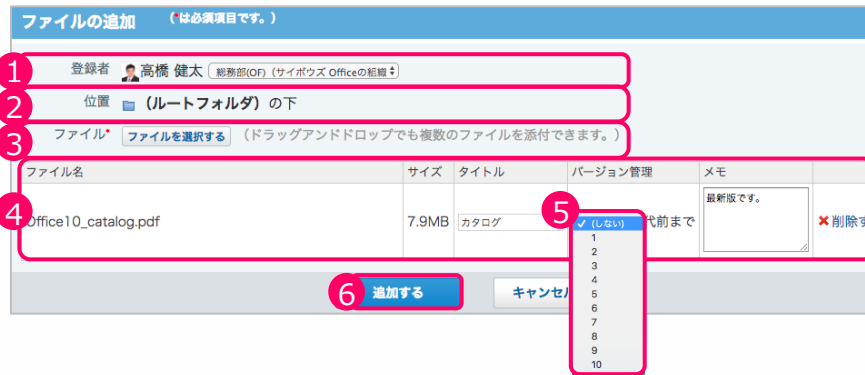 ファイルの追加 (*は必須項目です。)
1 登録者 高橋 健太 総務部(OF) (サイボウズ Officeの組織
2 位置 (ルートフォルダ) の下
3 ファイル* ファイルを選択する (ドラッグアンドドロップでも複数のファイルを添付できます。)
ファイル名 サイズ タイトル バージョン管理 メモ
4 Office10_catalog.pdf 7.9MB カタログ 5 ✓ (しない) 代前まで 最新版です。 ×削除す
1
2
3
4
5
6
7
8
9
10
6 追加する キャンセル